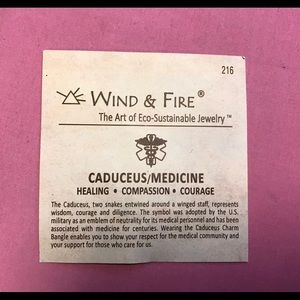 216
WIND & FIRE®
The Art of Eco-Sustainable Jewelry™
CADUCEUS/MEDICINE
HEALING • COMPASSION • COURAGE
The Caduceus, two snakes entwined around a winged staff, represents
wisdom, courage and diligence. The symbol was adopted by the U.S.
military as an emblem of neutrality for its medical personnel and has been
associated with medicine for centuries. Wearing the Caduceus Charm
Bangle enables you to show your respect for the medical community and
your support for those who care for us.